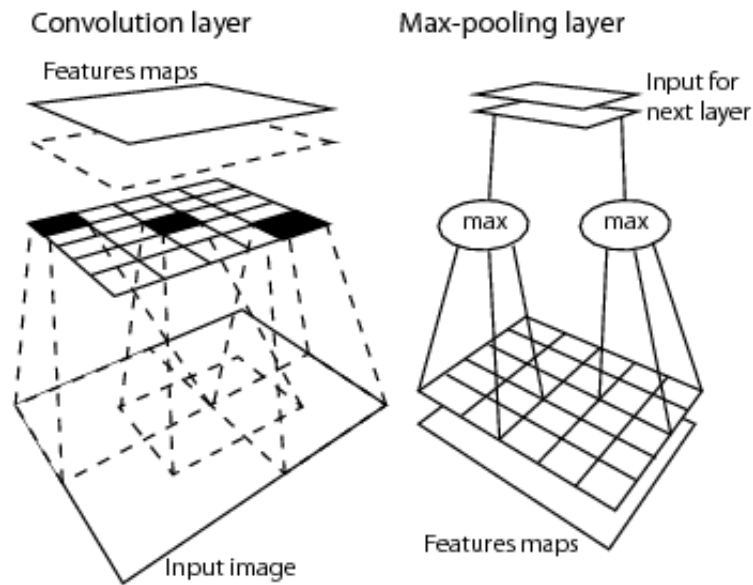 Convolution layer
Features maps
Input image
Max-pooling layer
Input for
next layer
max
max
Features maps